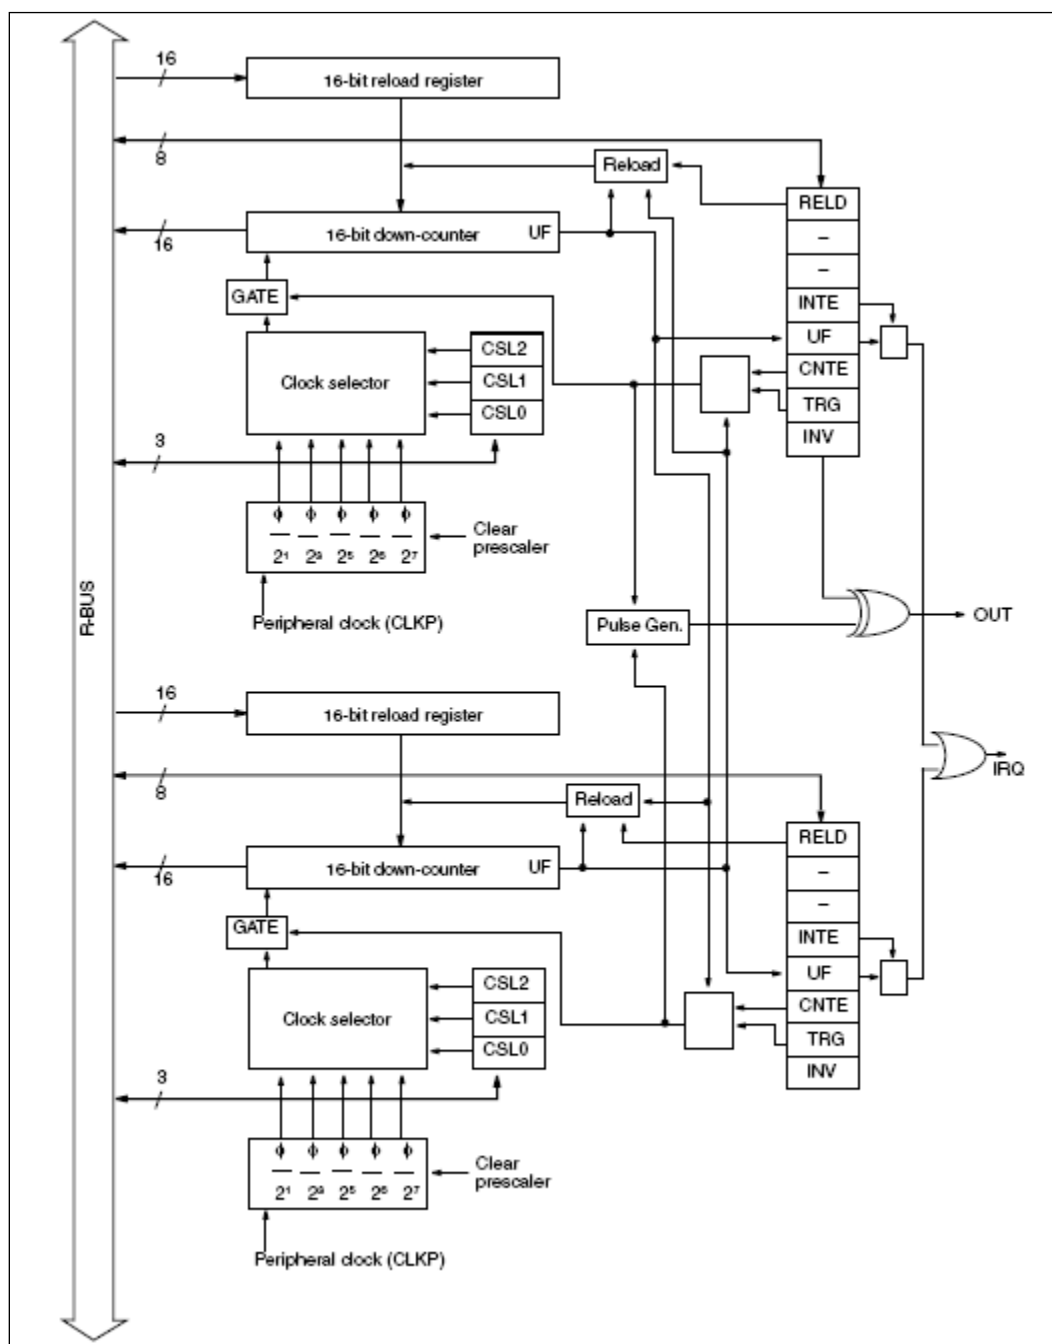 16
16-bit reload register
8
Reload
RELD
16
16-bit down-counter UF
–
–
GATE
INTE
UF
CSL2
Clock selector
CSL1
CNTE
CSL0
TRG
3
INV
ϕ ϕ ϕ ϕ ϕ
2¹ 2³ 2⁵ 2⁶ 2⁷
Clear
prescaler
R-BUS
Peripheral clock (CLKP)
Pulse Gen.
OUT
16
16-bit reload register
IRQ
8
Reload
RELD
16
16-bit down-counter UF
–
–
GATE
INTE
UF
CSL2
Clock selector
CSL1
CNTE
CSL0
TRG
3
INV
ϕ ϕ ϕ ϕ ϕ
2¹ 2³ 2⁵ 2⁶ 2⁷
Clear
prescaler
Peripheral clock (CLKP)